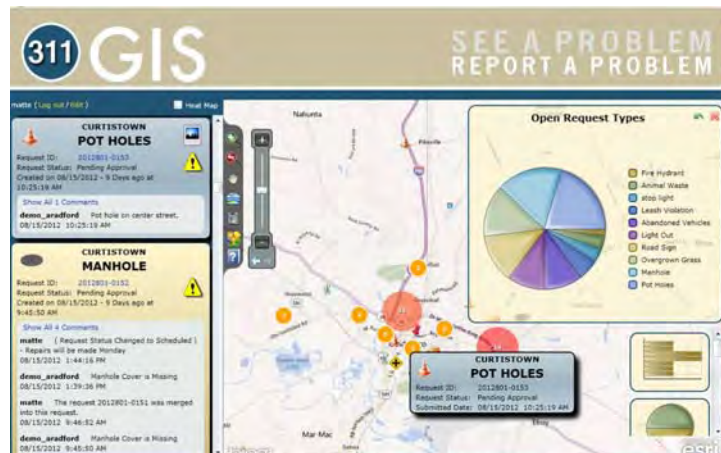 311 GIS
SEE A PROBLEM
REPORT A PROBLEM
matte ( Log out / Edit )
Heat Map
CURTISTOWN
POT HOLES
Request ID: 2012801-0153
Request Status: Pending Approval
Created on 08/15/2012 - 9 Days ago at
10:25:19 AM
Show All 1 Comments
demo_aradford Pot hole on center street.
08/15/2012 10:25:19 AM
CURTISTOWN
MANHOLE
Request ID: 2012801-0152
Request Status: Pending Approval
Created on 08/15/2012 - 9 Days ago at
9:45:50 AM
Show All 4 Comments
matte ( Request Status Changed to Scheduled )
- Repairs will be made Monday
08/15/2012 1:44:16 PM
demo_aradford Manhole Cover is Missing
08/15/2012 1:39:36 PM
matte The request 2012801-0151 was merged
into this request.
08/15/2012 9:46:52 AM
demo_aradford Manhole Cover is Missing
08/15/2012 9:45:50 AM
Nahunta
Pikeville
Mar-Mac
Elroy
Open Request Types
Fire Hydrant
Animal Waste
stop light
Leash Violation
Abandoned Vehicles
Light Out
Road Sign
Overgrown Grass
Manhole
Pot Holes
CURTISTOWN
POT HOLES
Request ID: 2012801-0153
Request Status: Pending Approval
Submitted Date: 08/15/2012 10:25:19 AM
esri